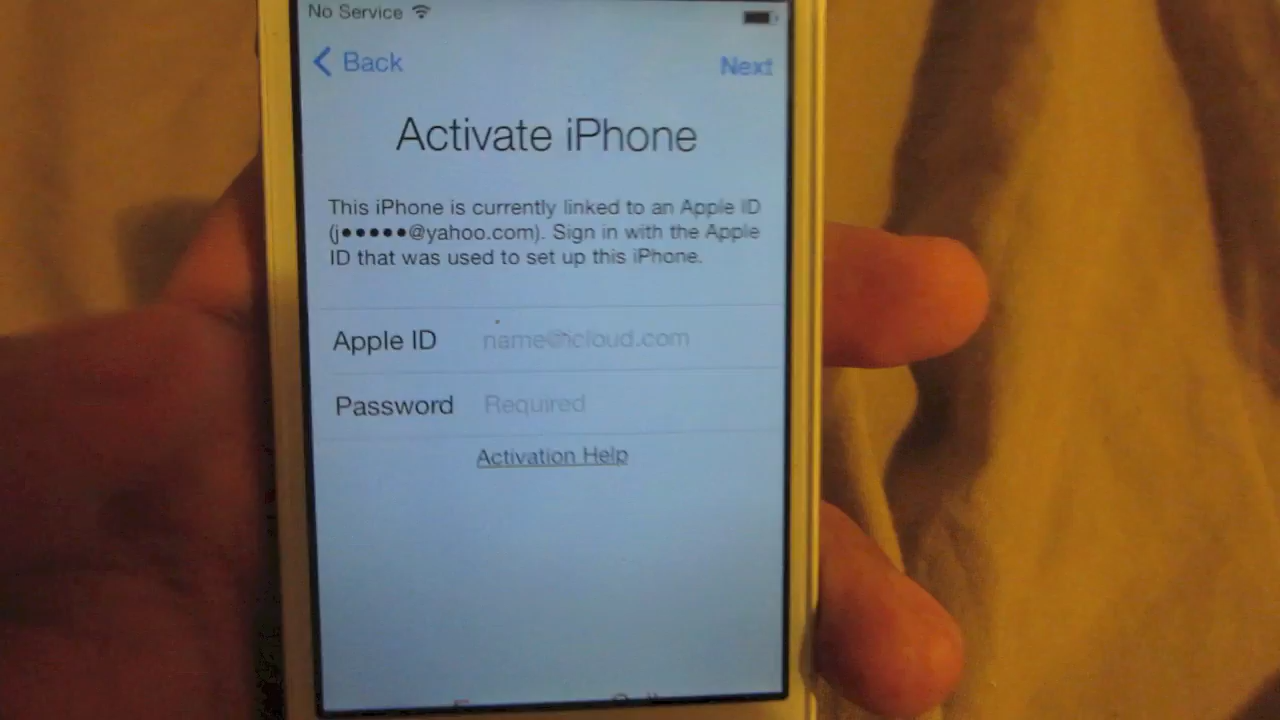 No Service
Back
Next
Activate iPhone
This iPhone is currently linked to an Apple ID
(j●●●●●@yahoo.com). Sign in with the Apple
ID that was used to set up this iPhone.
Apple ID name@icloud.com
Password Required
Activation Help